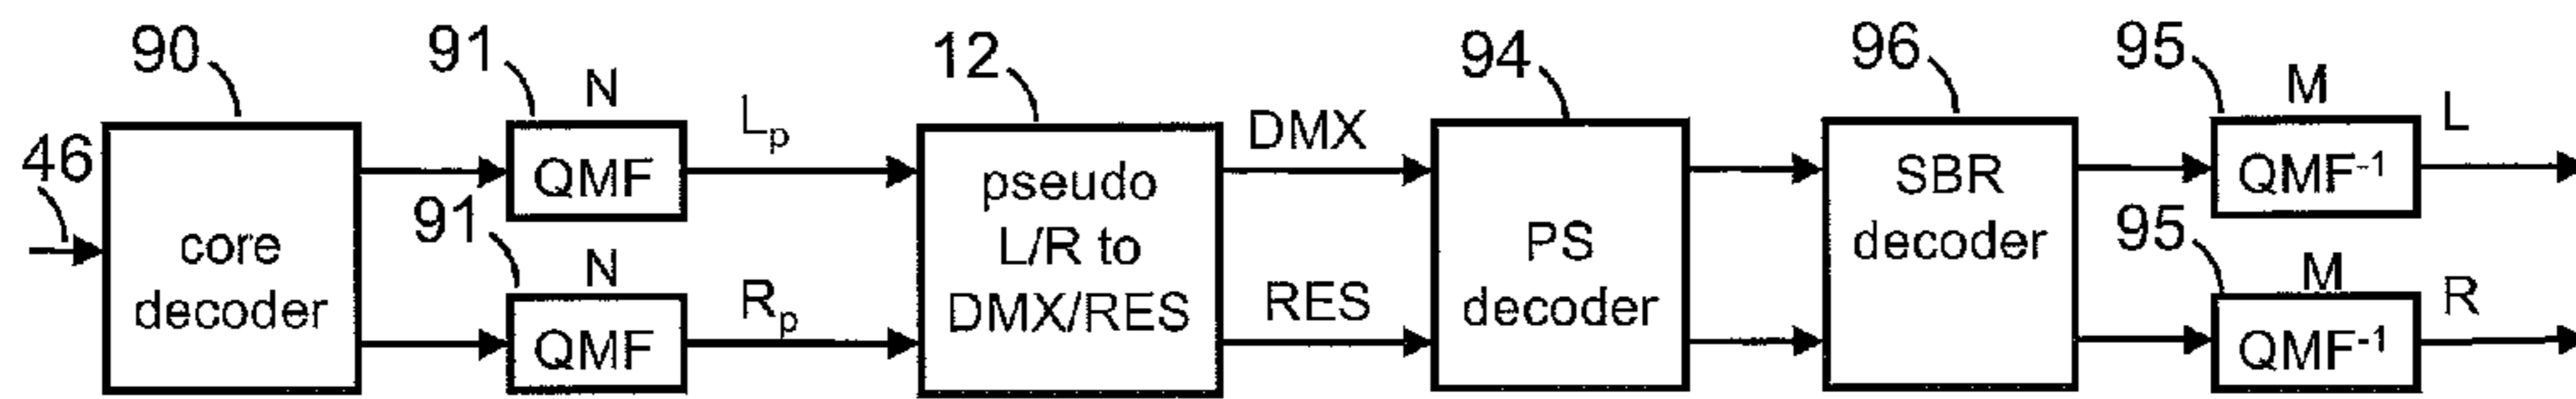 90
91
N
12
94
96
95
M
46
core
decoder
QMF
Lp
pseudo
L/R to
DMX/RES
DMX
PS
decoder
SBR
decoder
QMF-1
L
91
N
QMF
Rp
RES
95
M
QMF-1
R